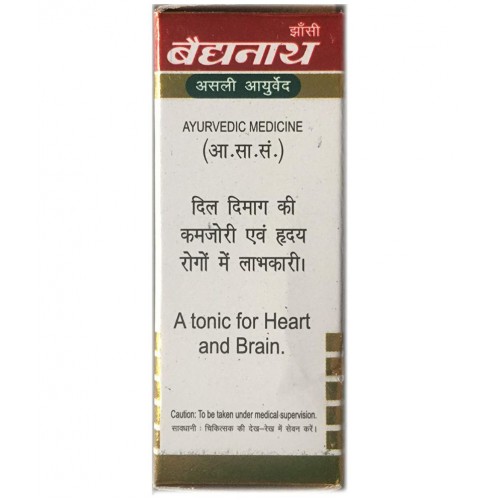 झाँसी
बैद्यनाथ
असली आयुर्वेद
AYURVEDIC MEDICINE
(आ.सा.सं.)
दिल दिमाग की
कमजोरी एवं हृदय
रोगों में लाभकारी।
A tonic for Heart
and Brain.
Caution: To be taken under medical supervision.
सावधानी : चिकित्सक की देख-रेख में सेवन करें।